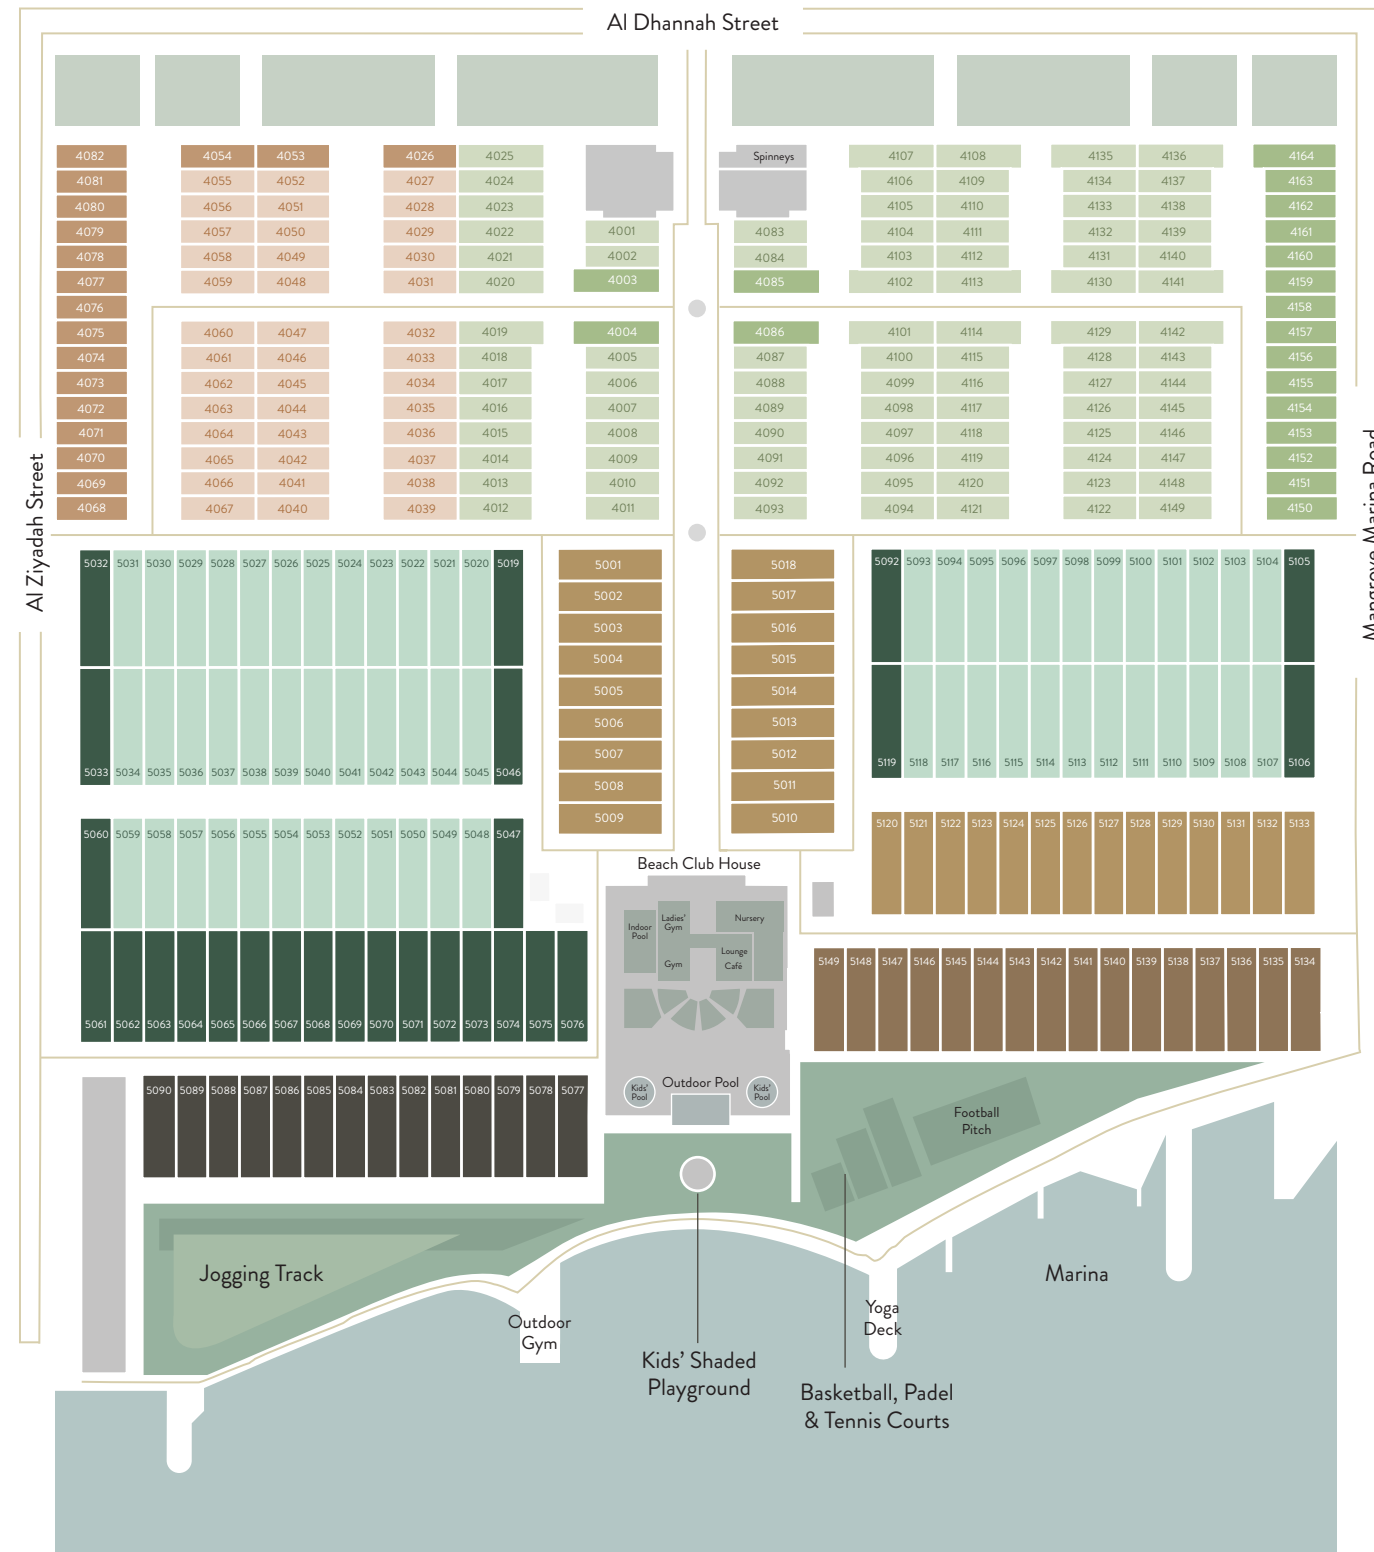 Al Dhannah Street
4082 4054 4053 4026 4025 Spinneys 4107 4108 4135 4136 4164
4081 4055 4052 4027 4024 4106 4109 4134 4137 4163
4080 4056 4051 4028 4023 4105 4110 4133 4138 4162
4079 4057 4050 4029 4022 4001 4083 4104 4111 4132 4139 4161
4078 4058 4049 4030 4021 4002 4084 4103 4112 4131 4140 4160
4077 4059 4048 4031 4020 4003 4085 4102 4113 4130 4141 4159
4076 4158
4075 4060 4047 4032 4019 4004 4086 4101 4114 4129 4142 4157
4074 4061 4046 4033 4018 4005 4087 4100 4115 4128 4143 4156
4073 4062 4045 4034 4017 4006 4088 4099 4116 4127 4144 4155
4072 4063 4044 4035 4016 4007 4089 4098 4117 4126 4145 4154
4071 4064 4043 4036 4015 4008 4090 4097 4118 4125 4146 4153
4070 4065 4042 4037 4014 4009 4091 4096 4119 4124 4147 4152
4069 4066 4041 4038 4013 4010 4092 4095 4120 4123 4148 4151
4068 4067 4040 4039 4012 4011 4093 4094 4121 4122 4149 4150
Al Ziyadah Street
Mangrove Marina Road
5032 5031 5030 5029 5028 5027 5026 5025 5024 5023 5022 5021 5020 5019
5001 5018
5092 5093 5094 5095 5096 5097 5098 5099 5100 5101 5102 5103 5104 5105
5002 5017
5003 5016
5004 5015
5005 5014
5006 5013
5007 5012
5033 5034 5035 5036 5037 5038 5039 5040 5041 5042 5043 5044 5045 5046
5119 5118 5117 5116 5115 5114 5113 5112 5111 5110 5109 5108 5107 5106
5008 5011
5009 5010
5060 5059 5058 5057 5056 5055 5054 5053 5052 5051 5050 5049 5048 5047
5120 5121 5122 5123 5124 5125 5126 5127 5128 5129 5130 5131 5132 5133
Beach Club House
Indoor
Pool
Ladies'
Gym
Nursery
Gym
Lounge
Café
5149 5148 5147 5146 5145 5144 5143 5142 5141 5140 5139 5138 5137 5136 5135 5134
5061 5062 5063 5064 5065 5066 5067 5068 5069 5070 5071 5072 5073 5074 5075 5076
5090 5089 5088 5087 5086 5085 5084 5083 5082 5081 5080 5079 5078 5077
Outdoor Pool
Kids'
Pool
Kids'
Pool
Football
Pitch
Jogging Track
Marina
Outdoor
Gym
Yoga
Deck
Kids' Shaded
Playground
Basketball, Padel
& Tennis Courts